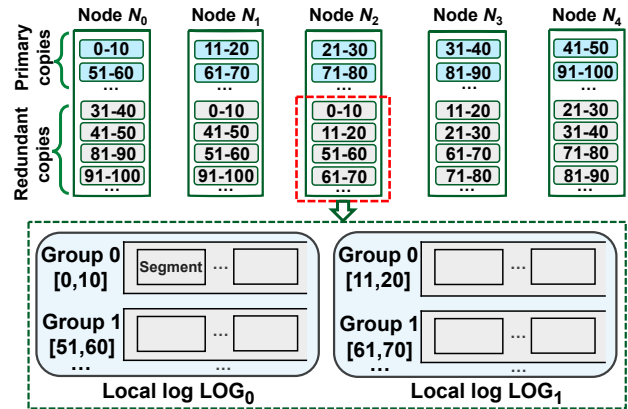 Node N0 Node N1 Node N2 Node N3 Node N4
Primary copies
0-10 11-20 21-30 31-40 41-50
51-60 61-70 71-80 81-90 91-100
... ... ... ... ...
Redundant copies
31-40 0-10 0-10 11-20 21-30
41-50 41-50 11-20 21-30 31-40
81-90 51-60 51-60 61-70 71-80
91-100 91-100 61-70 71-80 81-90
... ... ... ... ...
Group 0 Segment ... Group 0 ...
[0,10] [11,20]
Group 1 ... Group 1 ...
[51,60] [61,70]
... ...
Local log LOG0 Local log LOG1